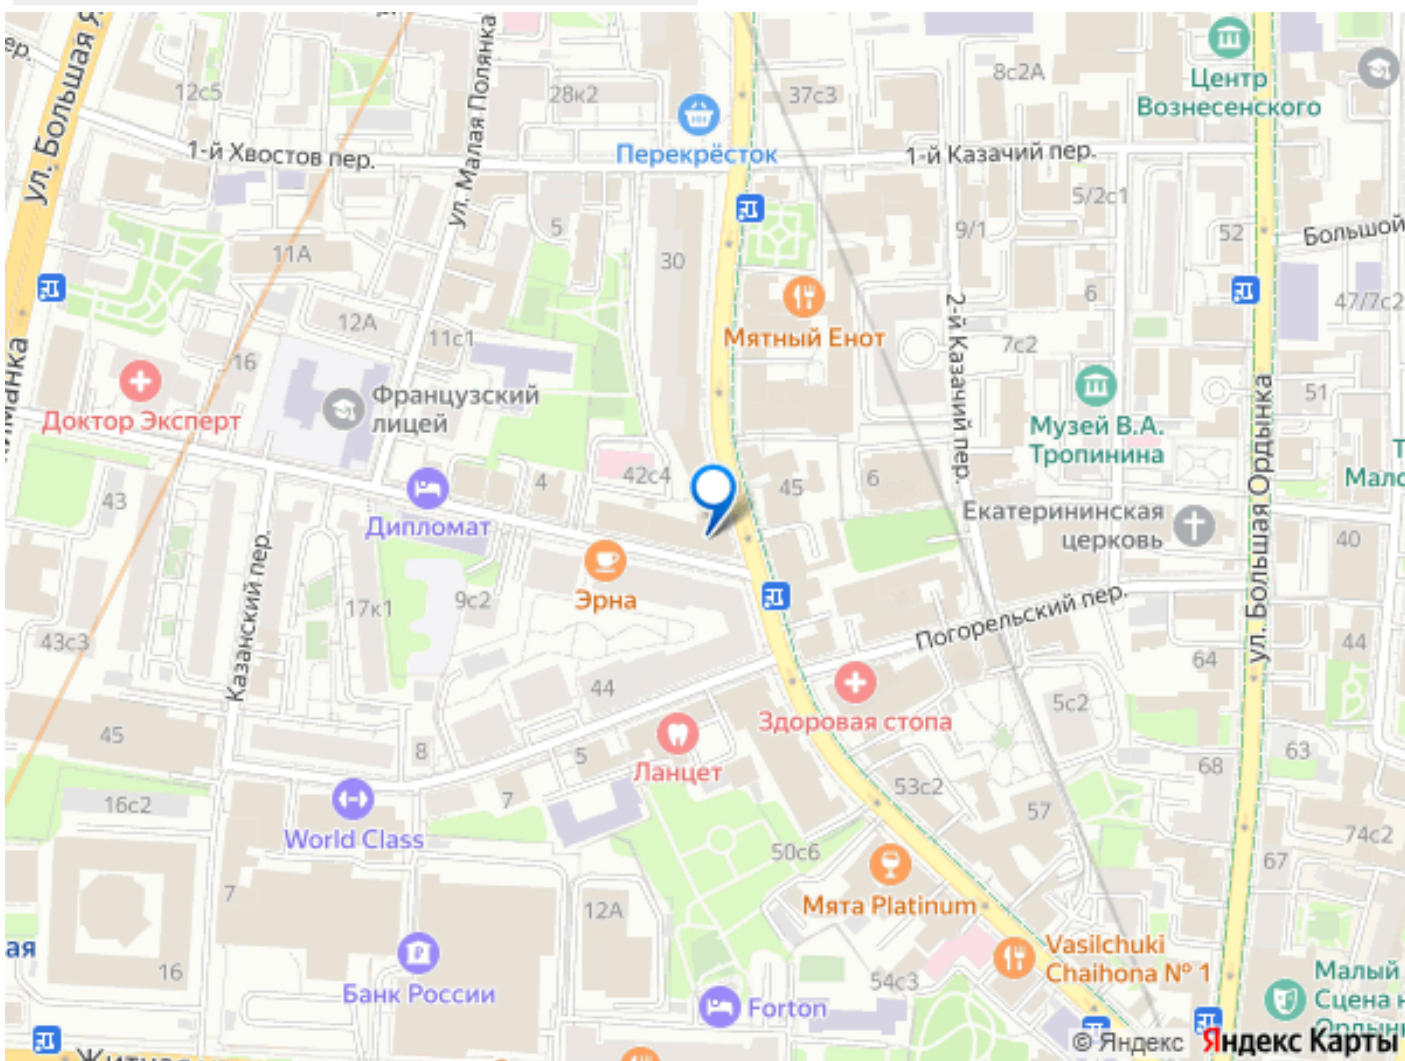 ер.
ул. Большая Я
12с5
ул. Малая Полянка
28к2
Перекрёсток
37с3
8с2А
Центр
Вознесенского
1-й Хвостов пер.
1-й Казачий пер.
5/2с1
5
9/1
52
Большой
11А
30
6
47/7с2
12А
11с1
Мятный Енот
2-й Казачий пер.
7с2
16
Доктор Эксперт
Французский
лицей
Музей В.А.
Тропинина
51
ул. Большая Ордынка
Мало
43
4
42с4
45
6
Дипломат
Екатерининская
церковь
40
Казанский пер.
17к1
9с2
Эрна
Погорельский пер.
43с3
44
64
44
Здоровая стопа
5с2
45
8
5
Ланцет
63
68
16с2
7
53с2
57
World Class
50с6
74с2
67
7
12А
Мята Platinum
ая
16
Банк России
54с3
Vasilchuki
Chaihona № 1
Малый
Сцена н
Forton
© Яндекс
Яндекс Карты